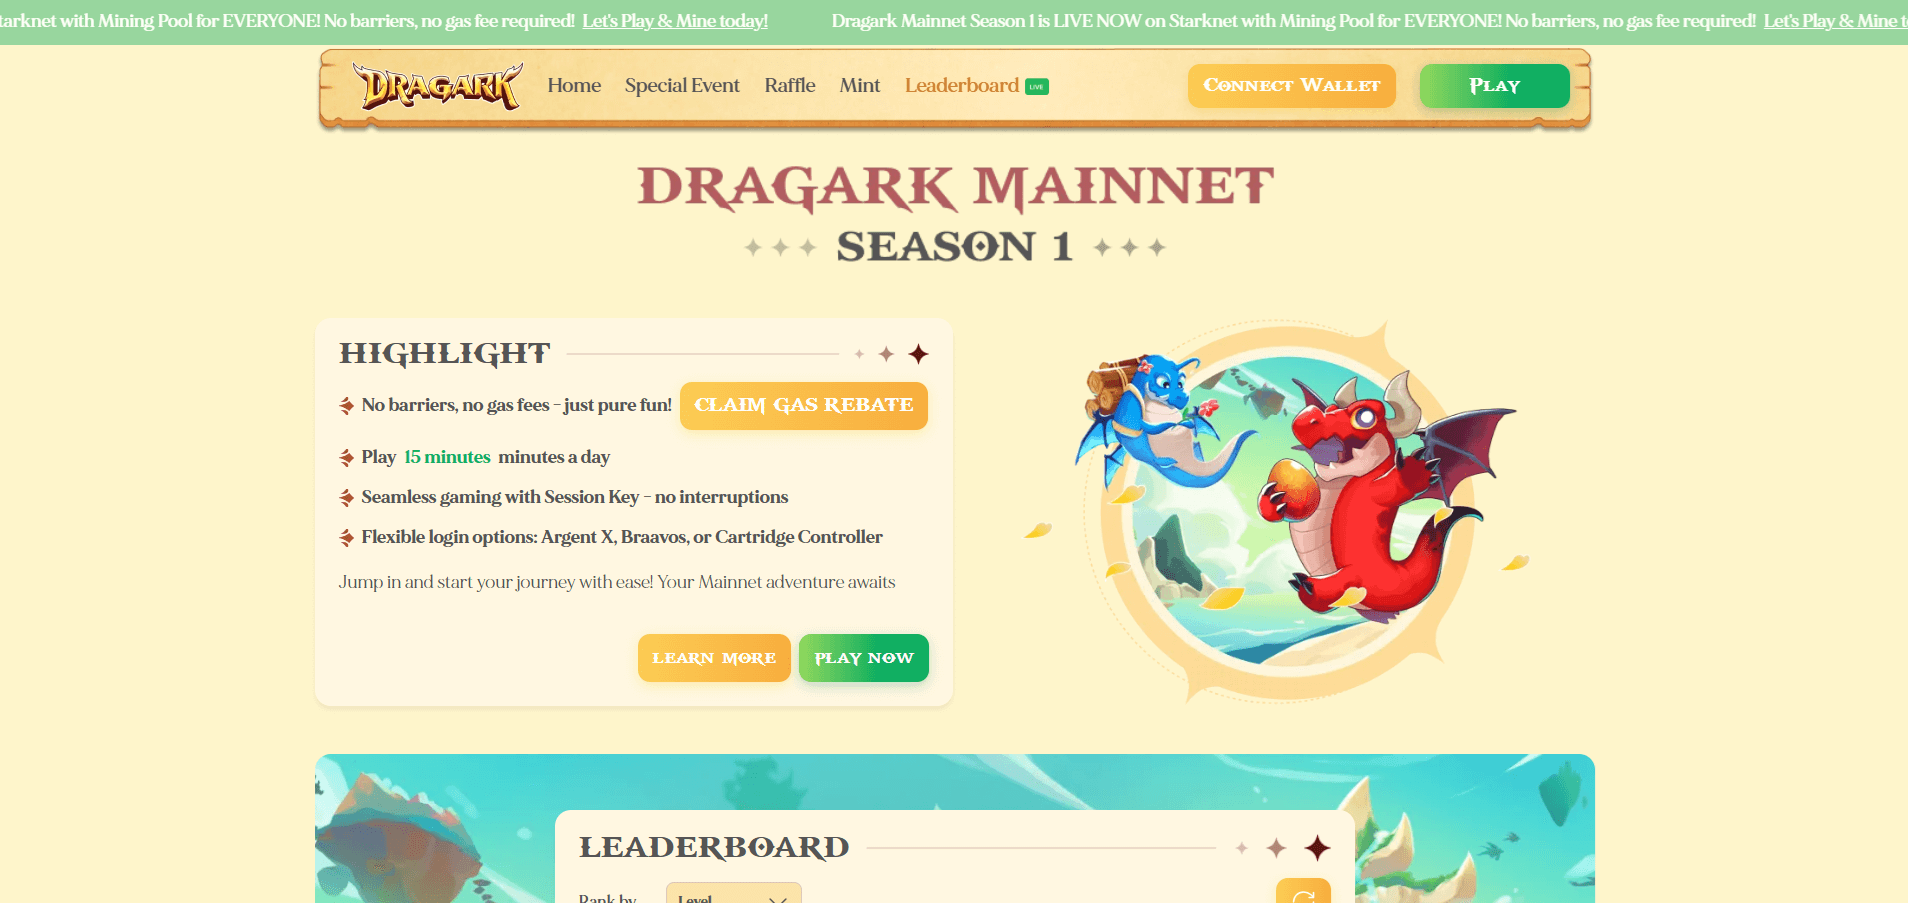 starknet with Mining Pool for EVERYONE! No barriers, no gas fee required! Let's Play & Mine today! Dragark Mainnet Season 1 is LIVE NOW on Starknet with Mining Pool for EVERYONE! No barriers, no gas fee required! Let's Play & Mine
DRAGARK Home Special Event Raffle Mint Leaderboard LIVE Connect Wallet Play
DRAGARK MAINNET
SEASON 1
HIGHLIGHT
No barriers, no gas fees - just pure fun! CLAIM GAS REBATE
Play 15 minutes minutes a day
Seamless gaming with Session Key - no interruptions
Flexible login options: Argent X, Braavos, or Cartridge Controller
Jump in and start your journey with ease! Your Mainnet adventure awaits
LEARN MORE PLAY NOW
LEADERBOARD
Rank by Level